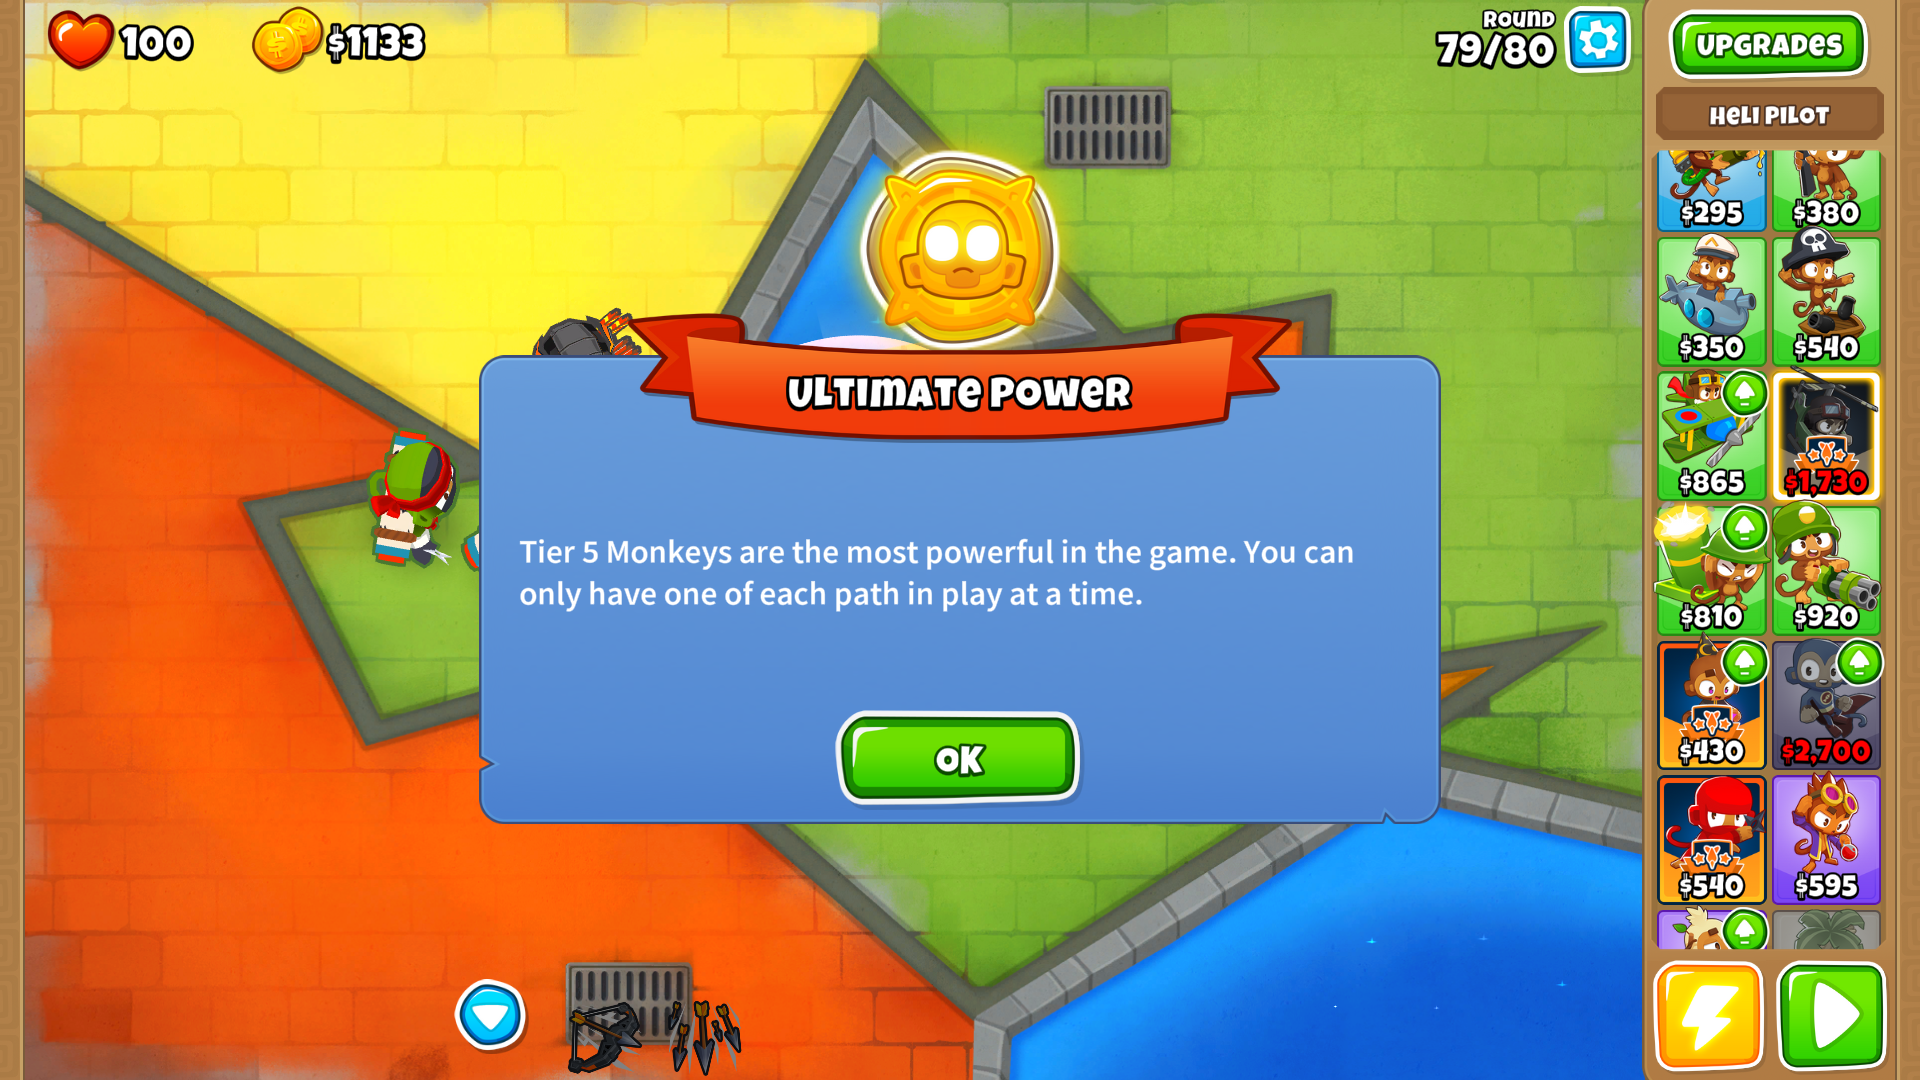 100
$1133
ROUND
79/80
UPGRADES
HELI PILOT
$295
$380
$350
$540
$865
$1,730
$810
$920
$430
$2,700
$540
$595
ULTIMATE POWER
Tier 5 Monkeys are the most powerful in the game. You can
only have one of each path in play at a time.
OK